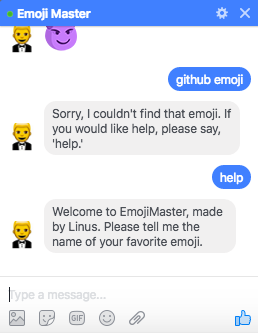 Emoji Master
github emoji
Sorry, I couldn't find that emoji. If
you would like help, please say,
'help.'
help
Welcome to EmojiMaster, made
by Linus. Please tell me the
name of your favorite emoji.
Type a message...
GIF